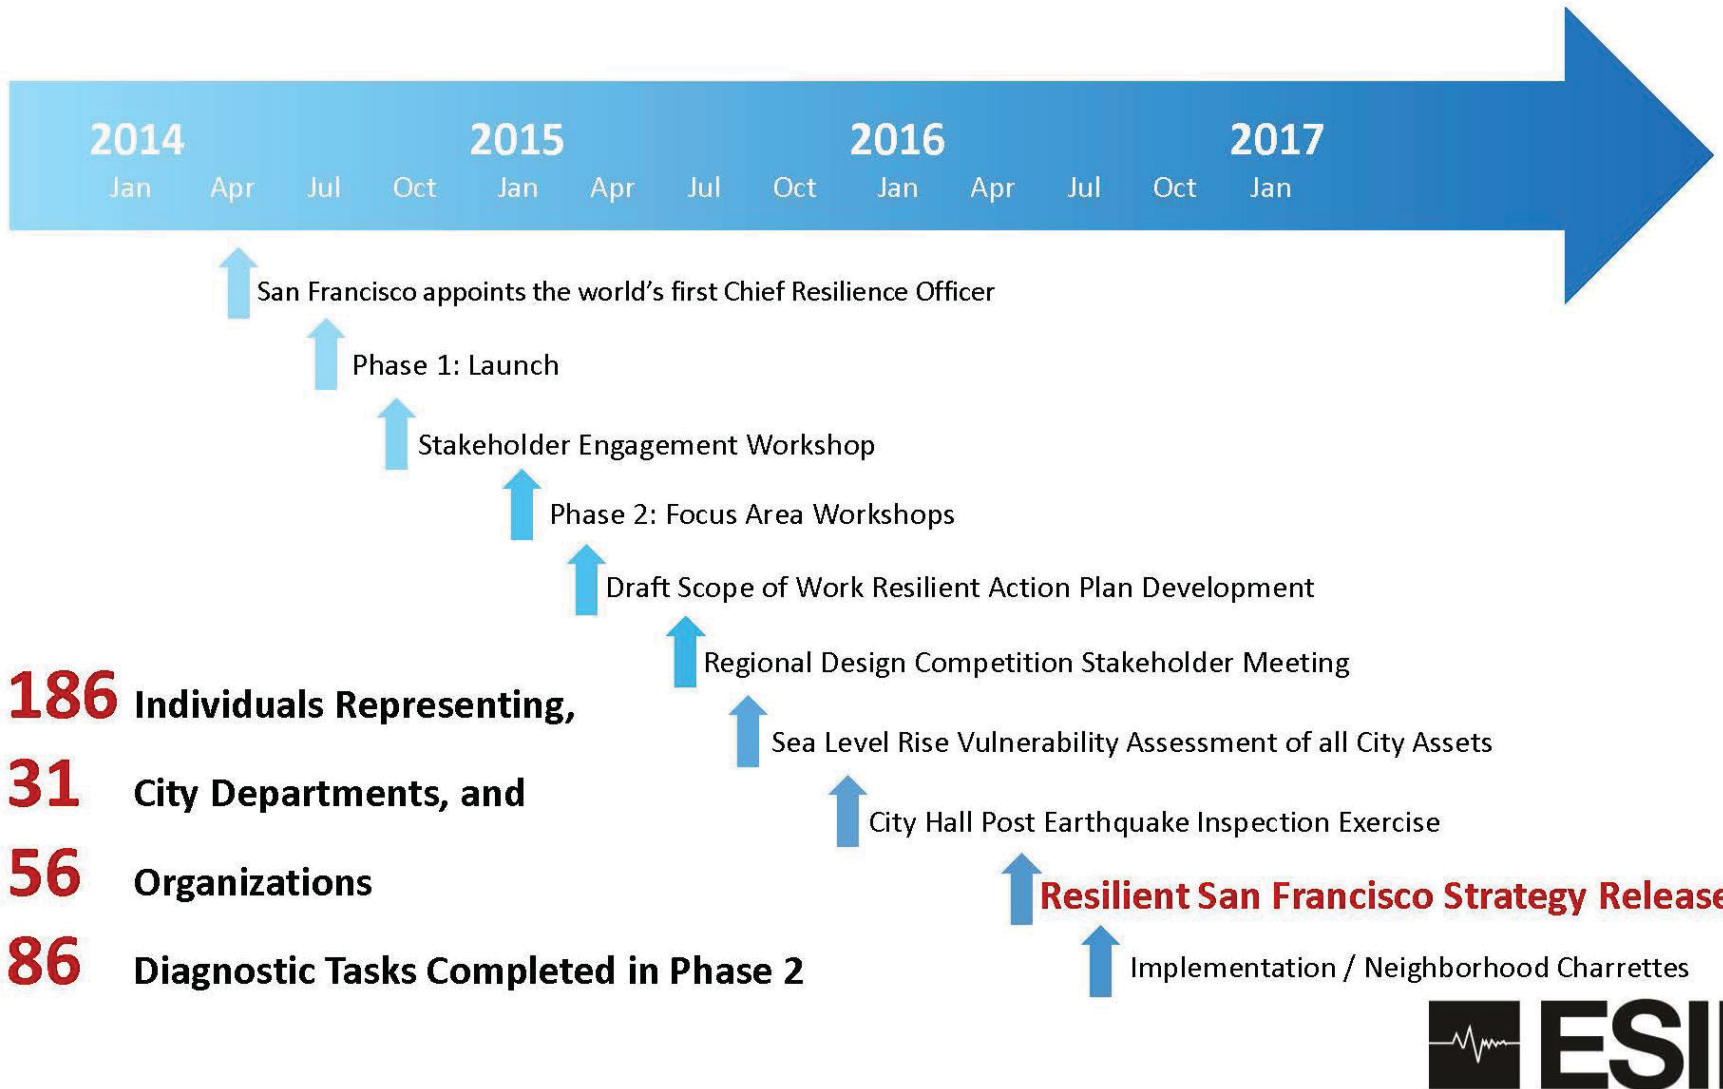 2014 2015 2016 2017
Jan Apr Jul Oct Jan Apr Jul Oct Jan Apr Jul Oct Jan
San Francisco appoints the world's first Chief Resilience Officer
Phase 1: Launch
Stakeholder Engagement Workshop
Phase 2: Focus Area Workshops
Draft Scope of Work Resilient Action Plan Development
Regional Design Competition Stakeholder Meeting
Sea Level Rise Vulnerability Assessment of all City Assets
City Hall Post Earthquake Inspection Exercise
Resilient San Francisco Strategy Release
Implementation / Neighborhood Charrettes
186 Individuals Representing,
31 City Departments, and
56 Organizations
86 Diagnostic Tasks Completed in Phase 2